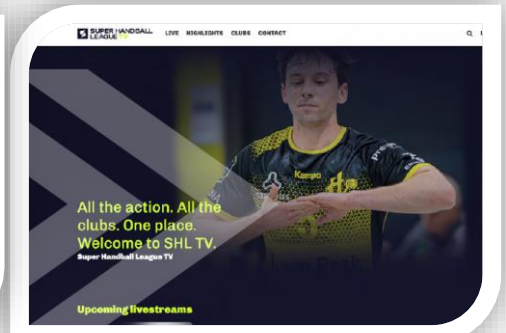 SUPER HANDBALL
LEAGUE TV
LIVE HIGHLIGHTS CLUBS CONTACT
Kempa
All the action. All the
clubs. One place.
Welcome to SHL TV.
Super Handball League TV
Upcoming livestreams